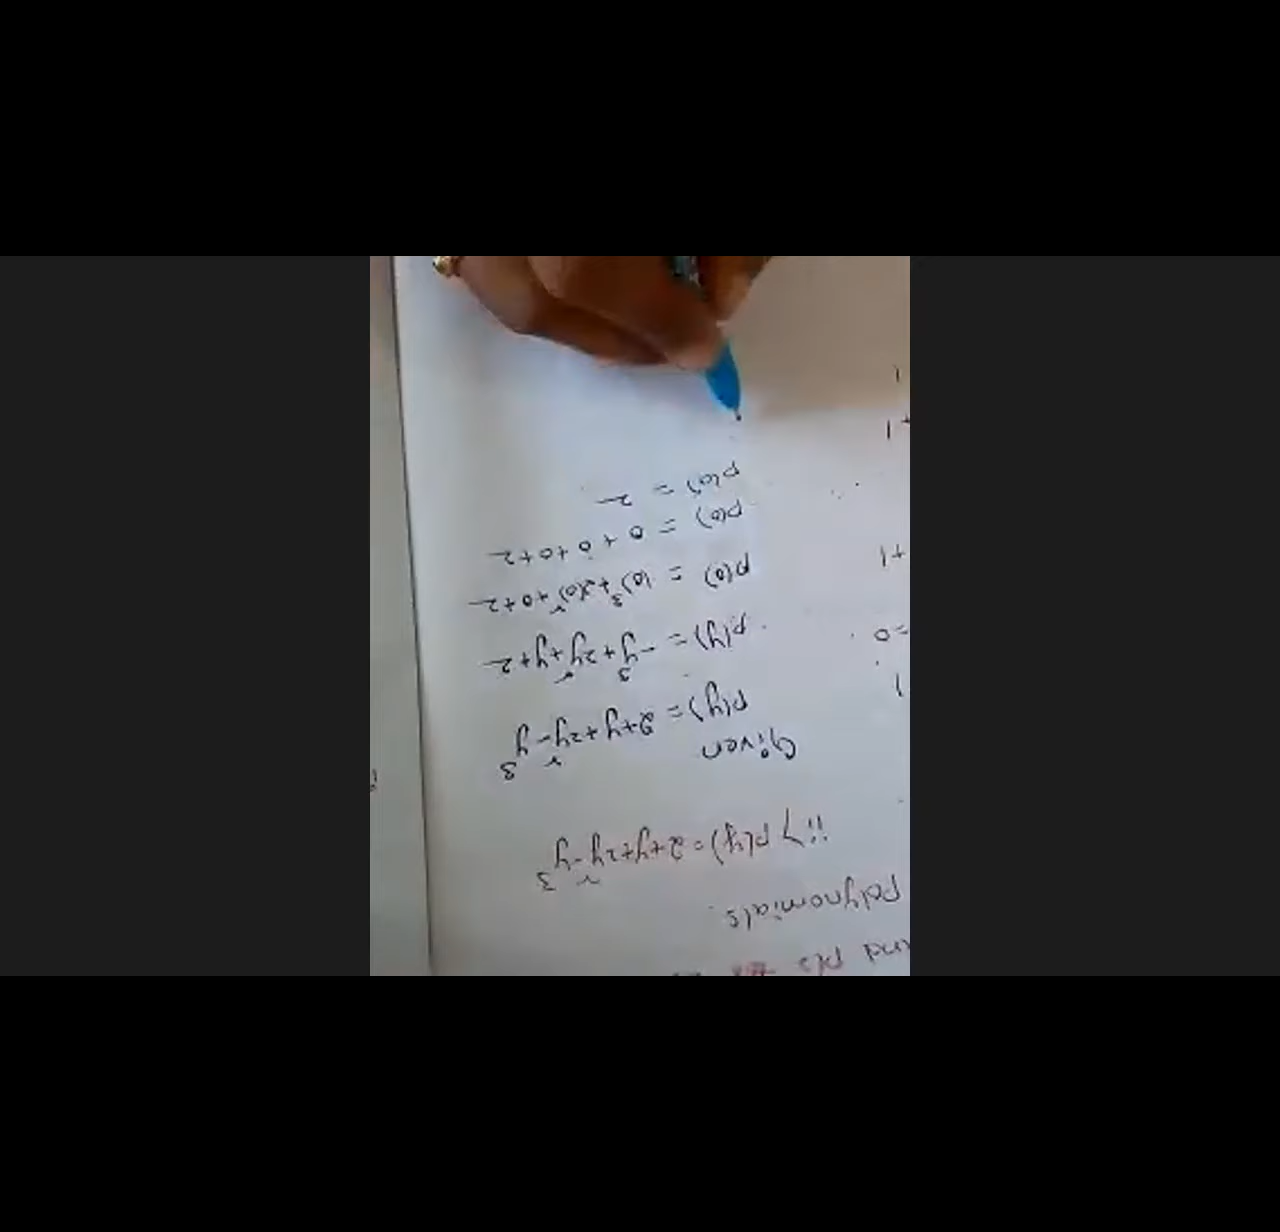 polynomials.
ii> p(y) = 2+y+2y²-y³
Given
p(y) = 2+y+2y²-y³
p(y) = -y³+2y²+y+2
p(0) = (0)³+2(0)²+0+2
p(0) = 0+0+0+2
p(0) = 2